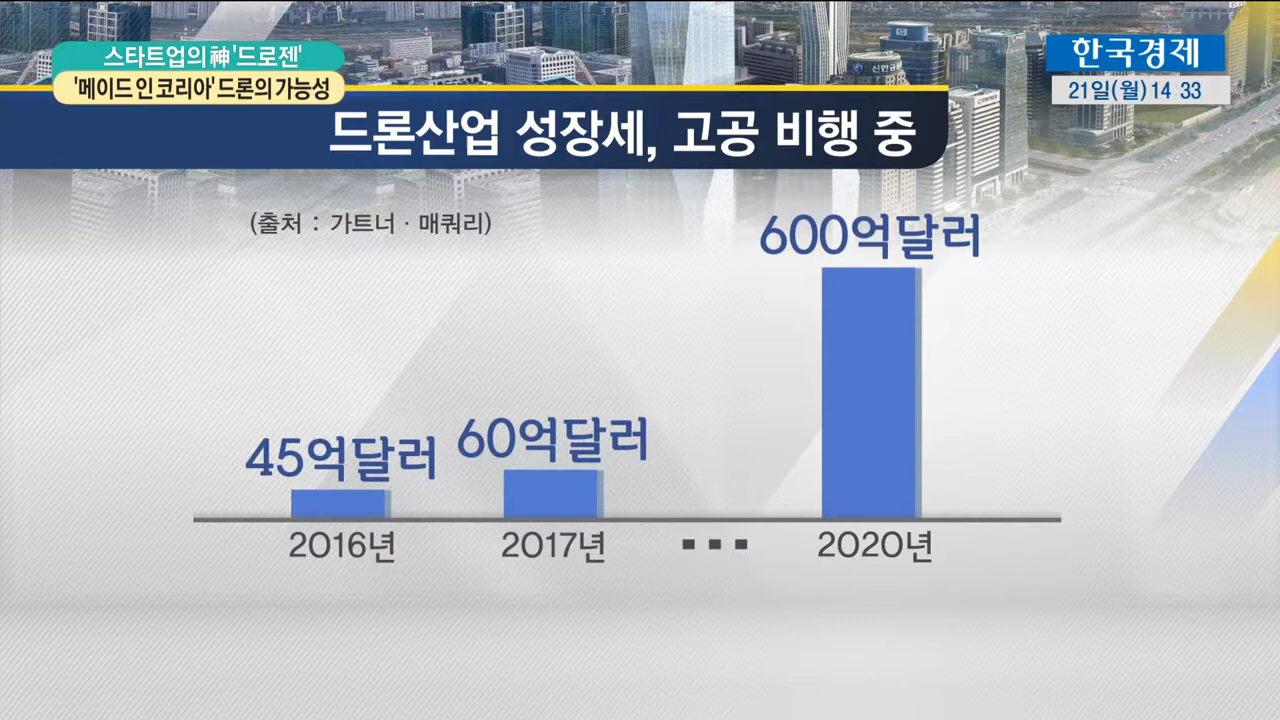 스타트업의 神 '드로젠'
'메이드 인 코리아' 드론의 가능성
한국경제
21일(월) 14 33
드론산업 성장세, 고공 비행 중
(출처 : 가트너 · 매쿼리)
600억달러
45억달러
60억달러
2016년
2017년
2020년
신한금융